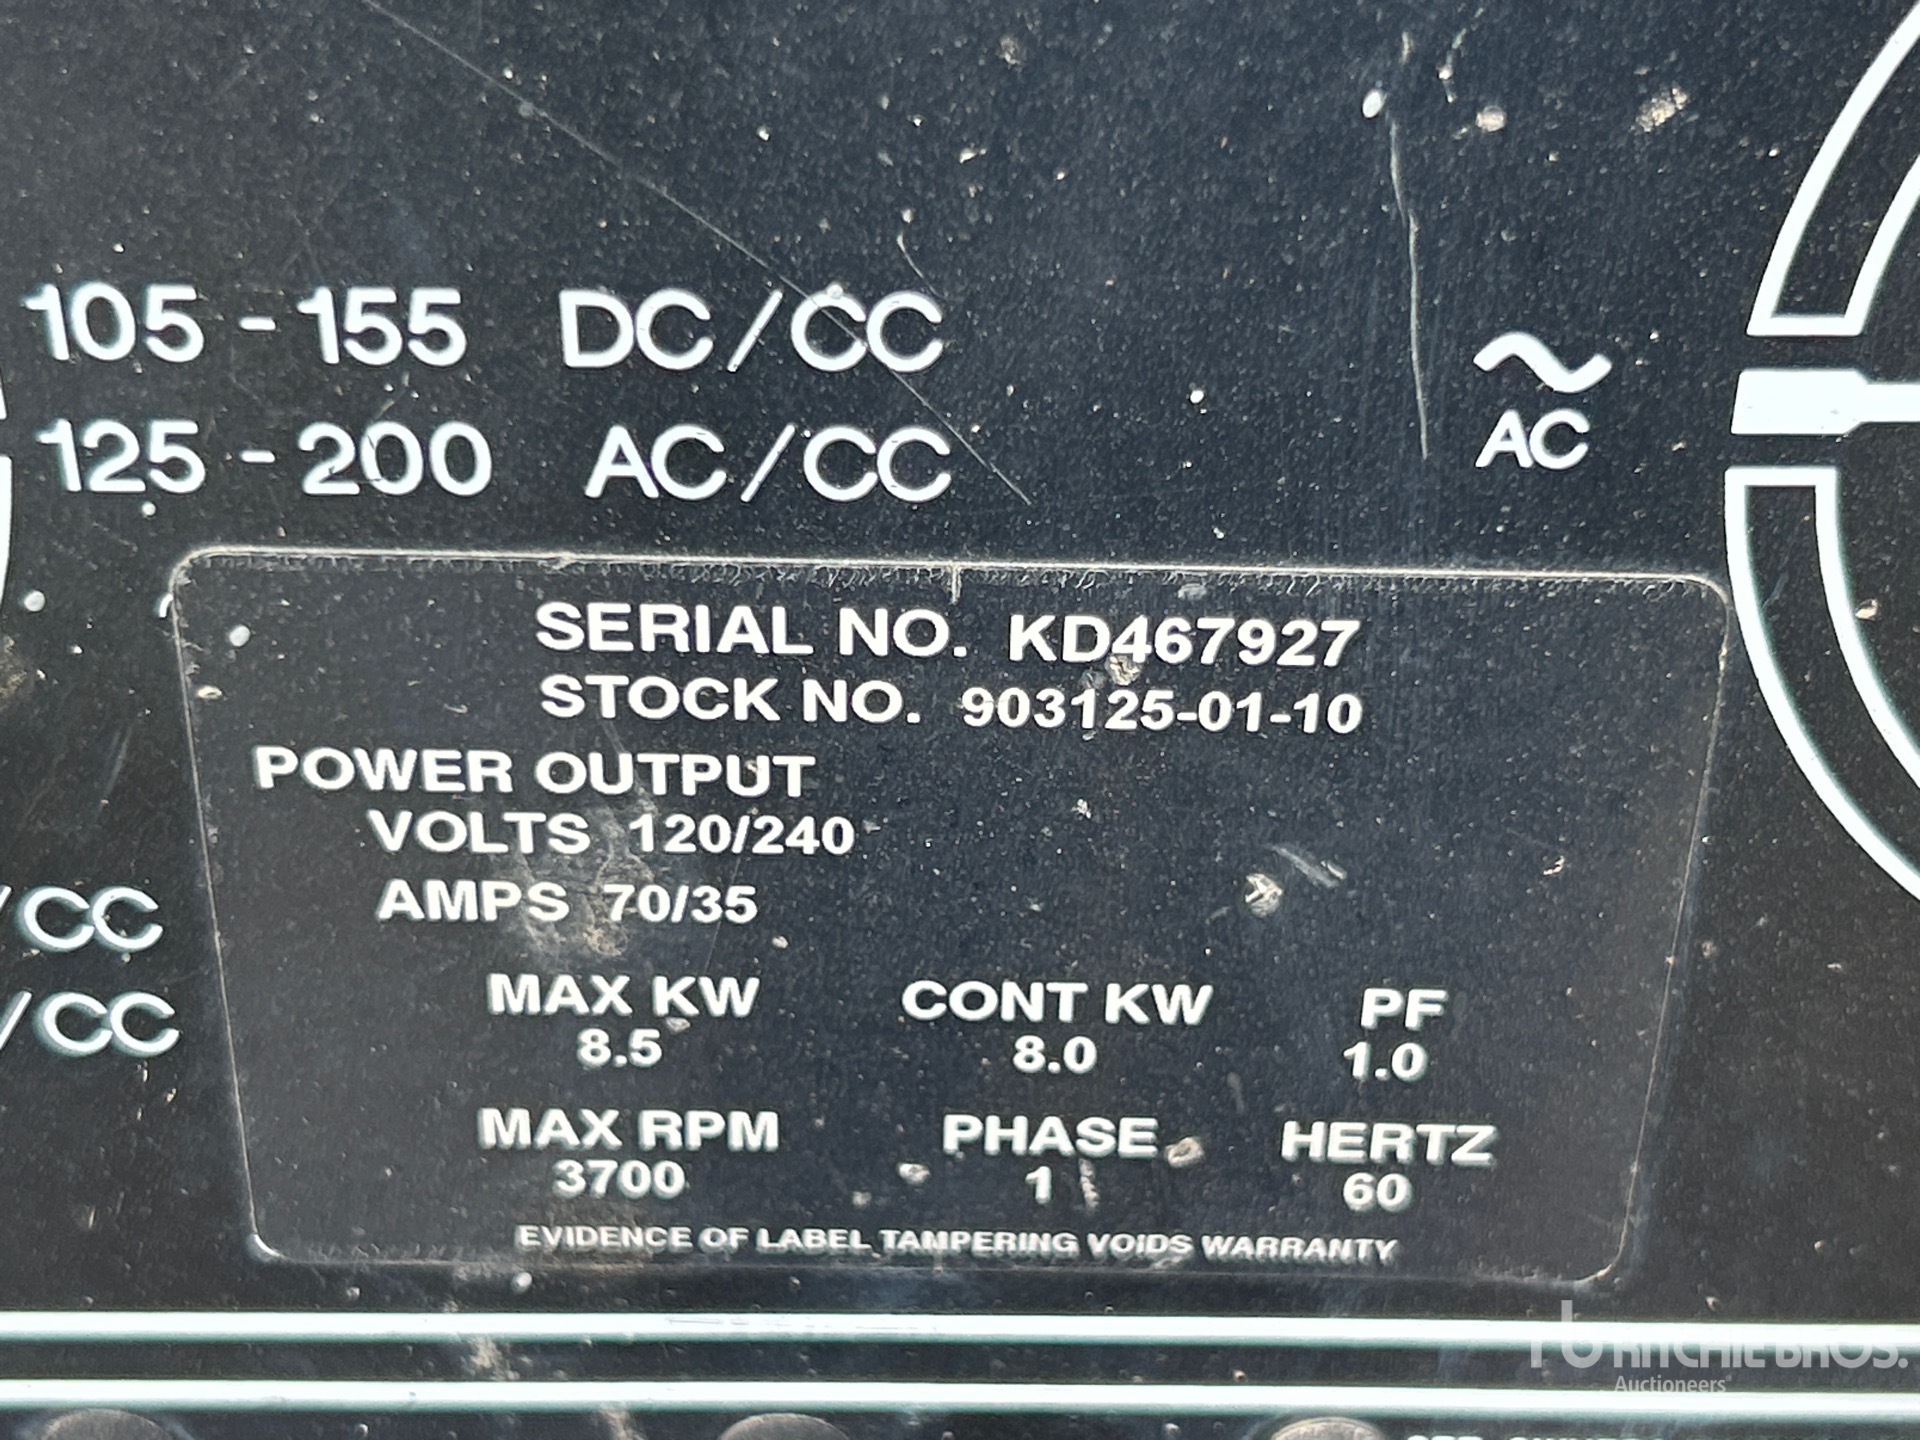 105 - 155 DC/CC
125 - 200 AC/CC
AC
SERIAL NO. KD467927
STOCK NO. 903125-01-10
POWER OUTPUT
VOLTS 120/240
AMPS 70/35
/CC
/CC
MAX KW CONT KW PF
8.5 8.0 1.0
MAX RPM PHASE HERTZ
3700 1 60
EVIDENCE OF LABEL TAMPERING VOIDS WARRANTY
rb RITCHIE BROS.
Auctioneers